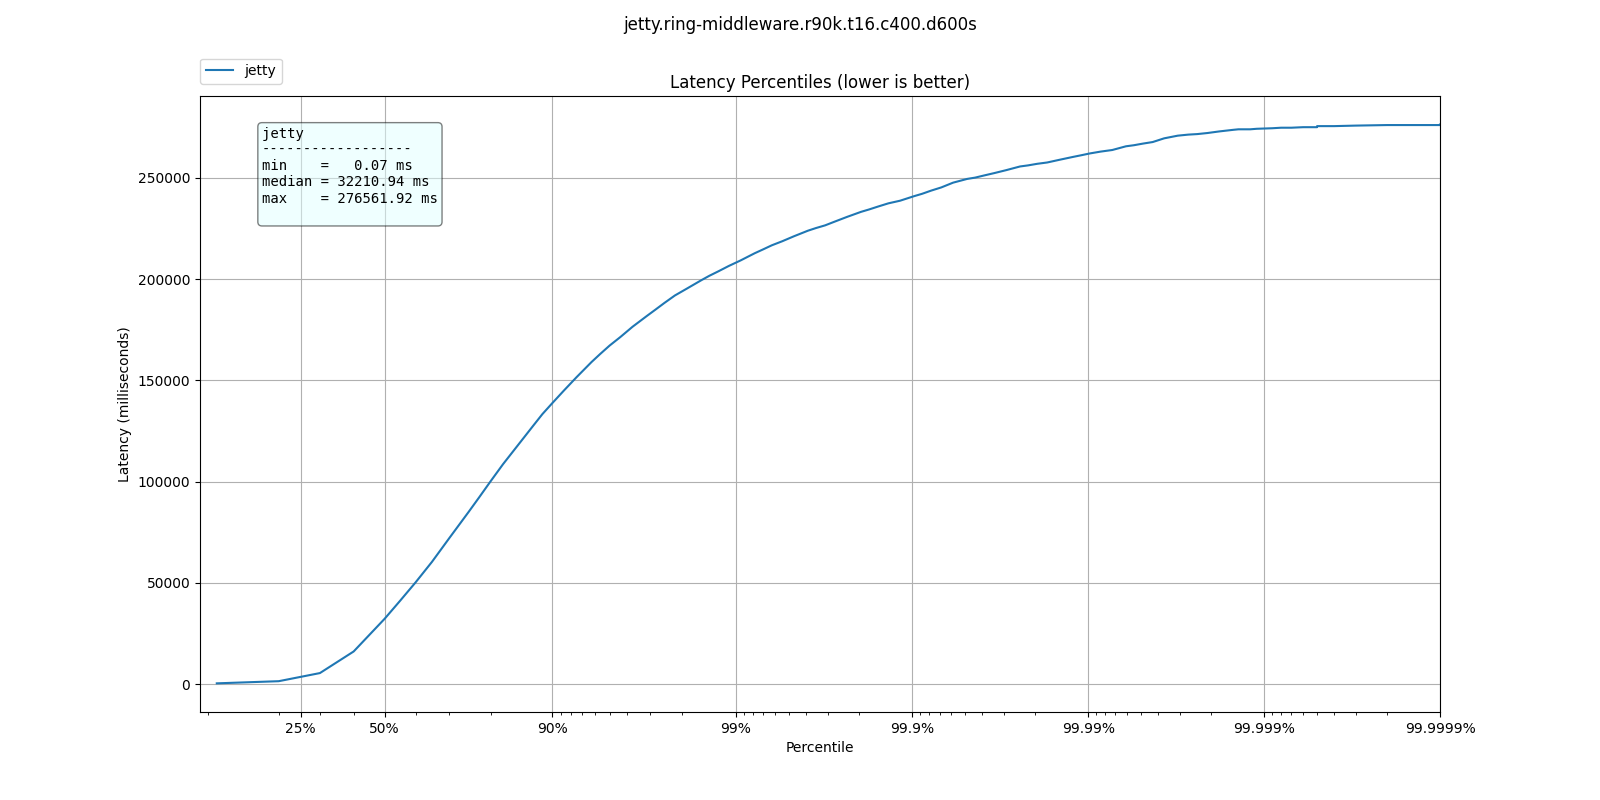 jetty.ring-middleware.r90k.t16.c400.d600s
jetty
Latency Percentiles (lower is better)
jetty
------------------
min    =   0.07 ms
median = 32210.94 ms
max    = 276561.92 ms
250000
200000
150000
100000
50000
0
Latency (milliseconds)
25% 50% 90% 99% 99.9% 99.99% 99.999% 99.9999%
Percentile